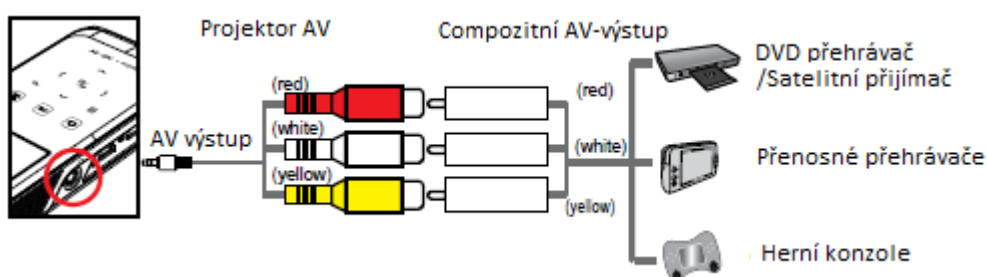 Projektor AV
Compozitní AV-výstup
DVD přehrávač
/Satelitní přijímač
(red)
(red)
AV výstup
(white)
(white)
Přenosné přehrávače
(yellow)
(yellow)
Herní konzole